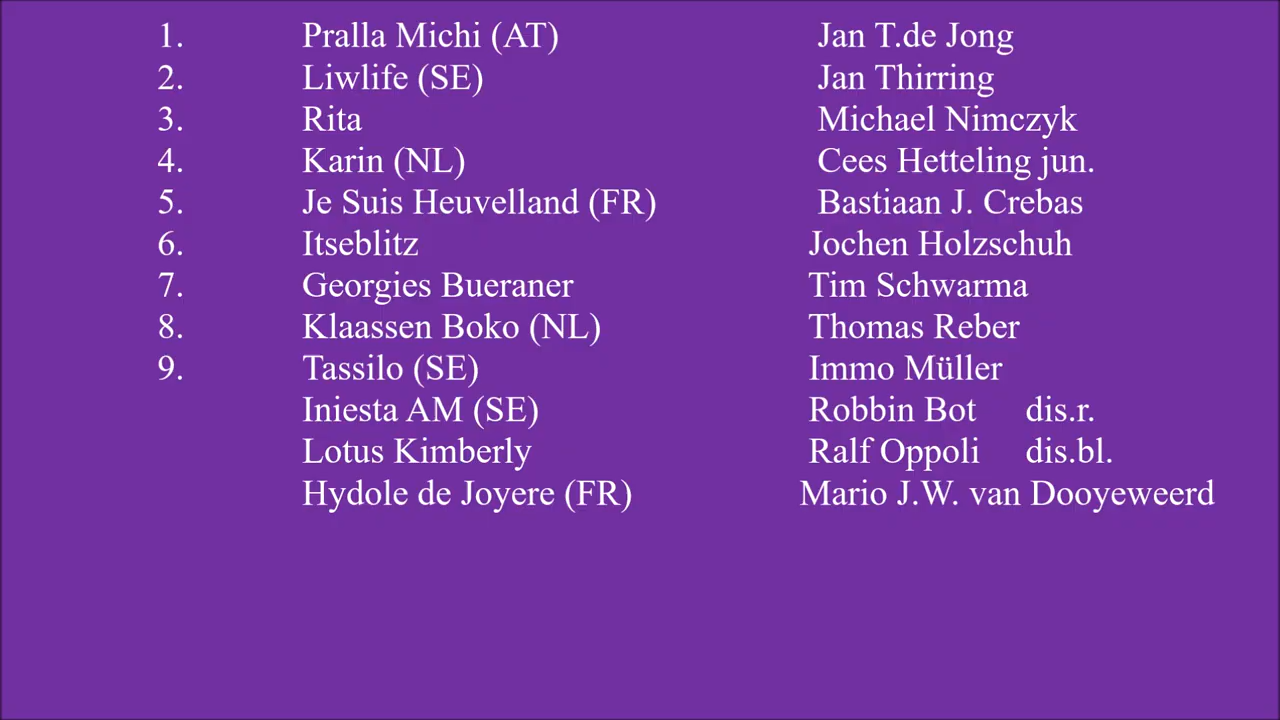 1. Pralla Michi (AT) Jan T.de Jong
2. Liwlife (SE) Jan Thirring
3. Rita Michael Nimczyk
4. Karin (NL) Cees Hetteling jun.
5. Je Suis Heuvelland (FR) Bastiaan J. Crebas
6. Itseblitz Jochen Holzschuh
7. Georgies Bueraner Tim Schwarma
8. Klaassen Boko (NL) Thomas Reber
9. Tassilo (SE) Immo Müller
Iniesta AM (SE) Robbin Bot dis.r.
Lotus Kimberly Ralf Oppoli dis.bl.
Hydole de Joyere (FR) Mario J.W. van Dooyeweerd